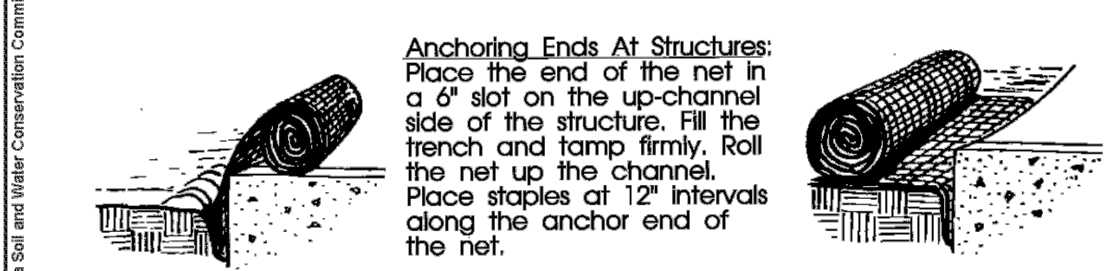 a Soil and Water Conservation Commi
Anchoring Ends At Structures:
Place the end of the net in
a 6" slot on the up-channel
side of the structure. Fill the
trench and tamp firmly. Roll
the net up the channel.
Place staples at 12" intervals
along the anchor end of
the net.